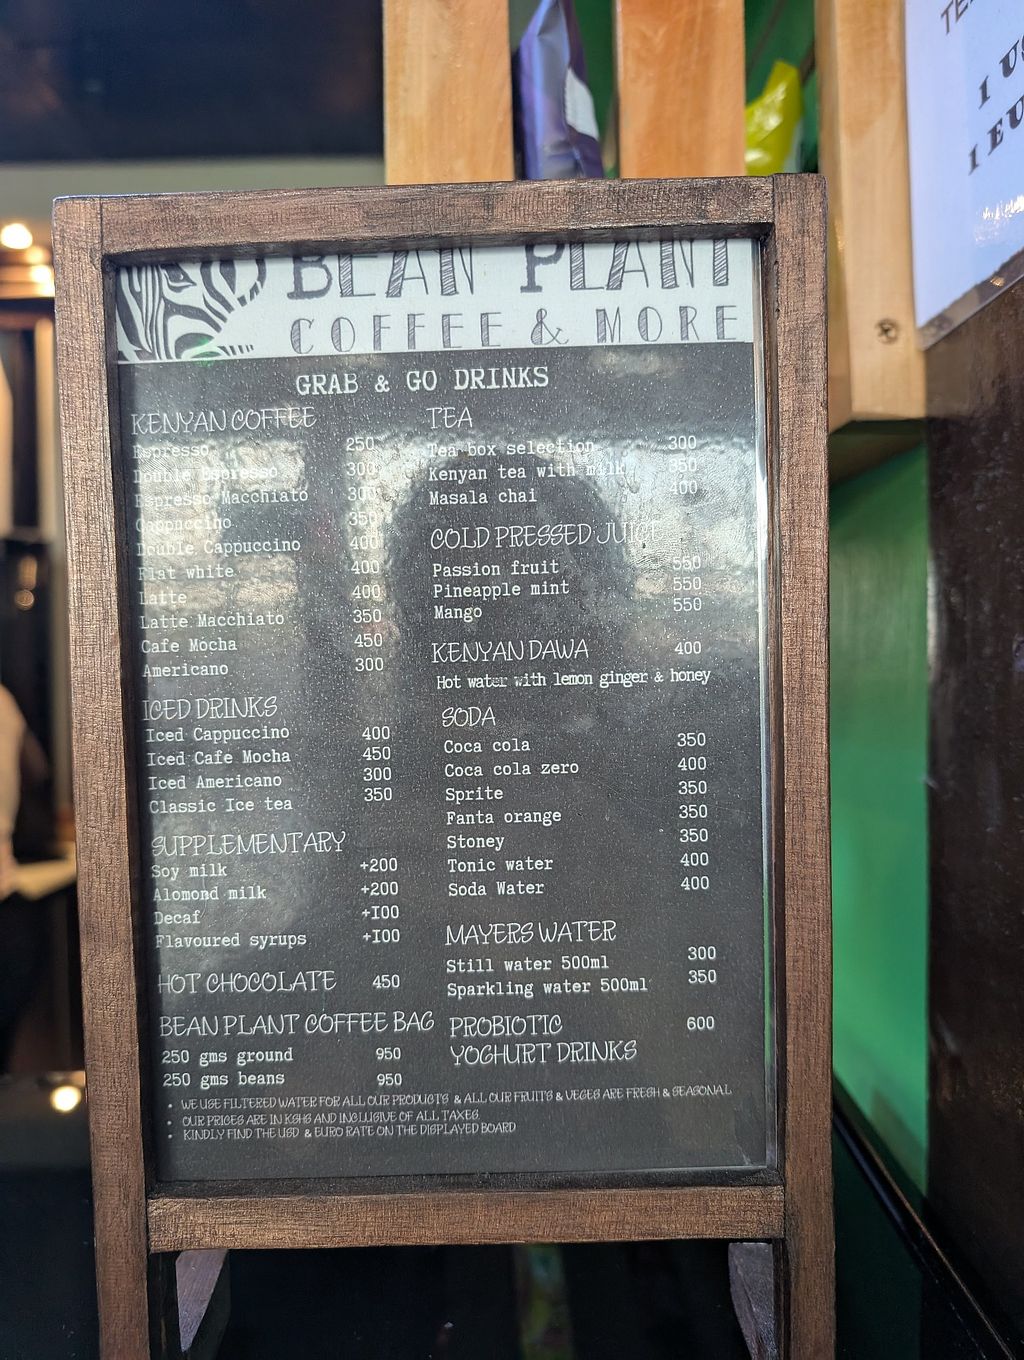 BEAN PLANT
COFFEE & MORE
GRAB & GO DRINKS
KENYAN COFFEE
Espresso 250
Double Espresso 300
Espresso Macchiato 300
Cappuccino 350
Double Cappuccino 400
Flat white 400
Latte 400
Latte Macchiato 350
Cafe Mocha 450
Americano 300
ICED DRINKS
Iced Cappuccino 400
Iced Cafe Mocha 450
Iced Americano 300
Classic Ice tea 350
SUPPLEMENTARY
Soy milk +200
Alomond milk +200
Decaf +I00
Flavoured syrups +I00
HOT CHOCOLATE 450
BEAN PLANT COFFEE BAG
250 gms ground 950
250 gms beans 950
TEA
Tea box selection 300
Kenyan tea with milk 350
Masala chai 400
COLD PRESSED JUICE
Passion fruit 550
Pineapple mint 550
Mango 550
KENYAN DAWA 400
Hot water with lemon ginger & honey
SODA
Coca cola 350
Coca cola zero 400
Sprite 350
Fanta orange 350
Stoney 350
Tonic water 400
Soda Water 400
MAYERS WATER
Still water 500ml 300
Sparkling water 500ml 350
PROBIOTIC 600
YOGHURT DRINKS
• WE USE FILTERED WATER FOR ALL OUR PRODUCTS & ALL OUR FRUITS & VEGES ARE FRESH & SEASONAL
• OUR PRICES ARE IN KSHS AND INCLUSIVE OF ALL TAXES
• KINDLY FIND THE USD & EURO RATE ON THE DISPLAYED BOARD